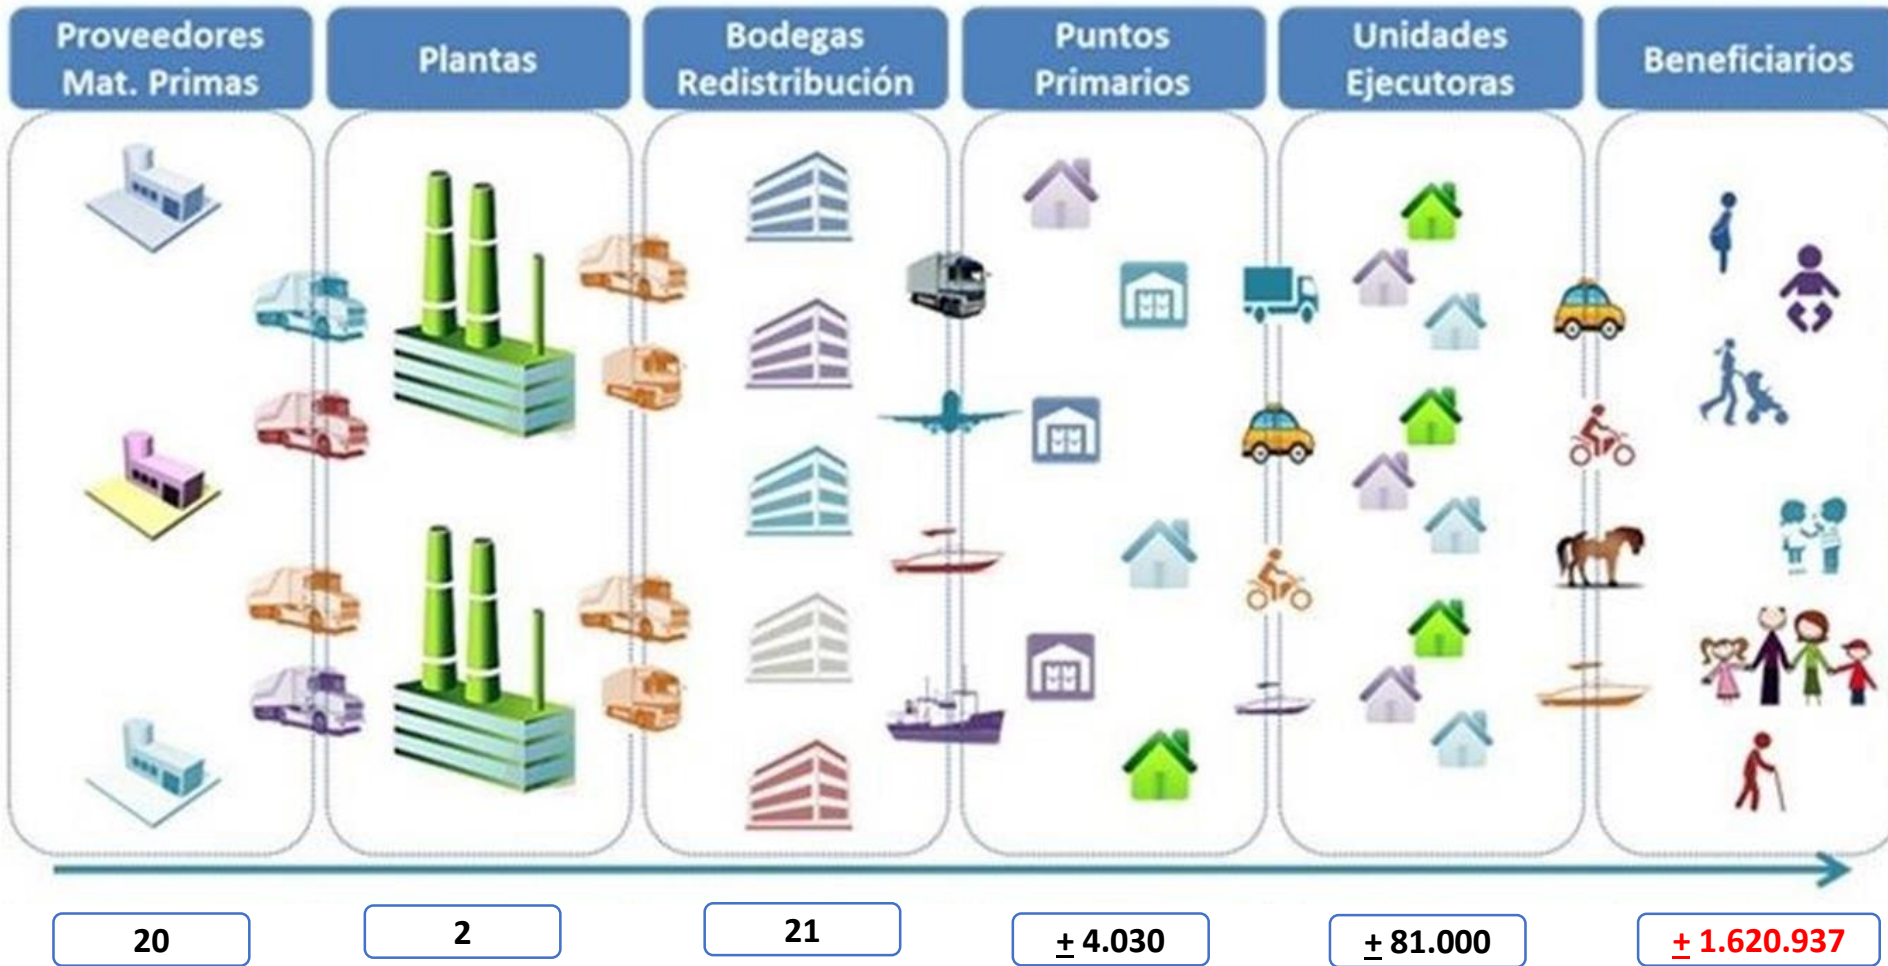 Proveedores
Mat. Primas
Plantas
Bodegas
Redistribución
Puntos
Primarios
Unidades
Ejecutoras
Beneficiarios
20
2
21
± 4.030
± 81.000
± 1.620.937